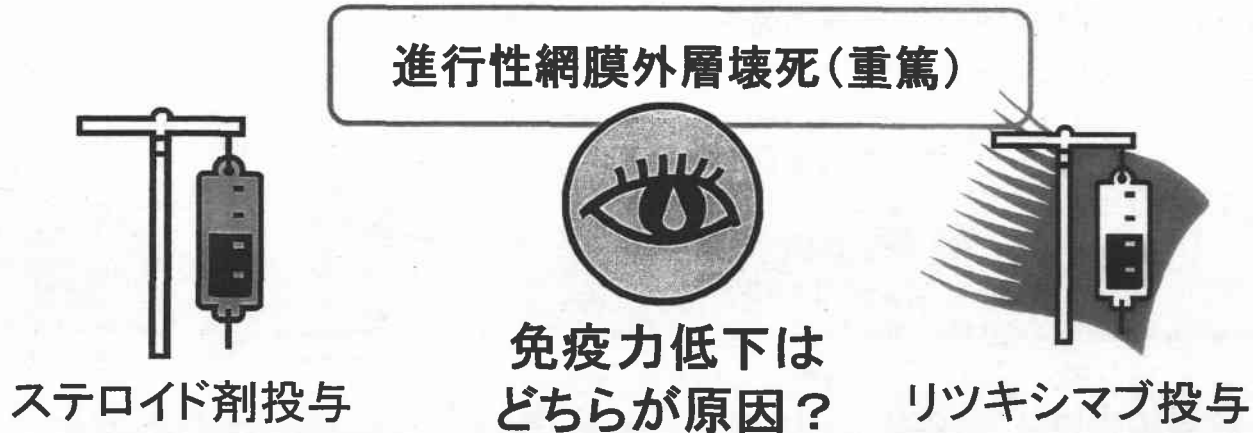 進行性網膜外層壊死(重篤)
免疫力低下は
どちらが原因?
ステロイド剤投与
リツキシマブ投与